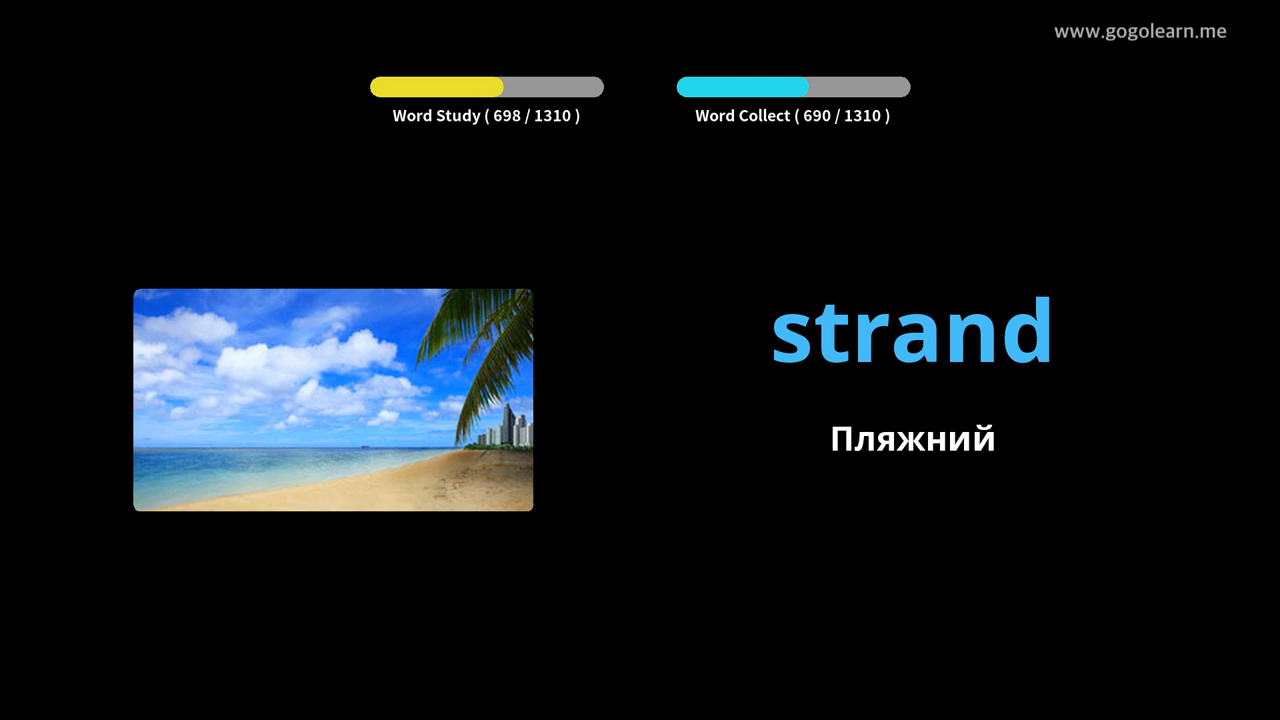 www.gogolearn.me
Word Study ( 698 / 1310 )
Word Collect ( 690 / 1310 )
strand
Пляжний